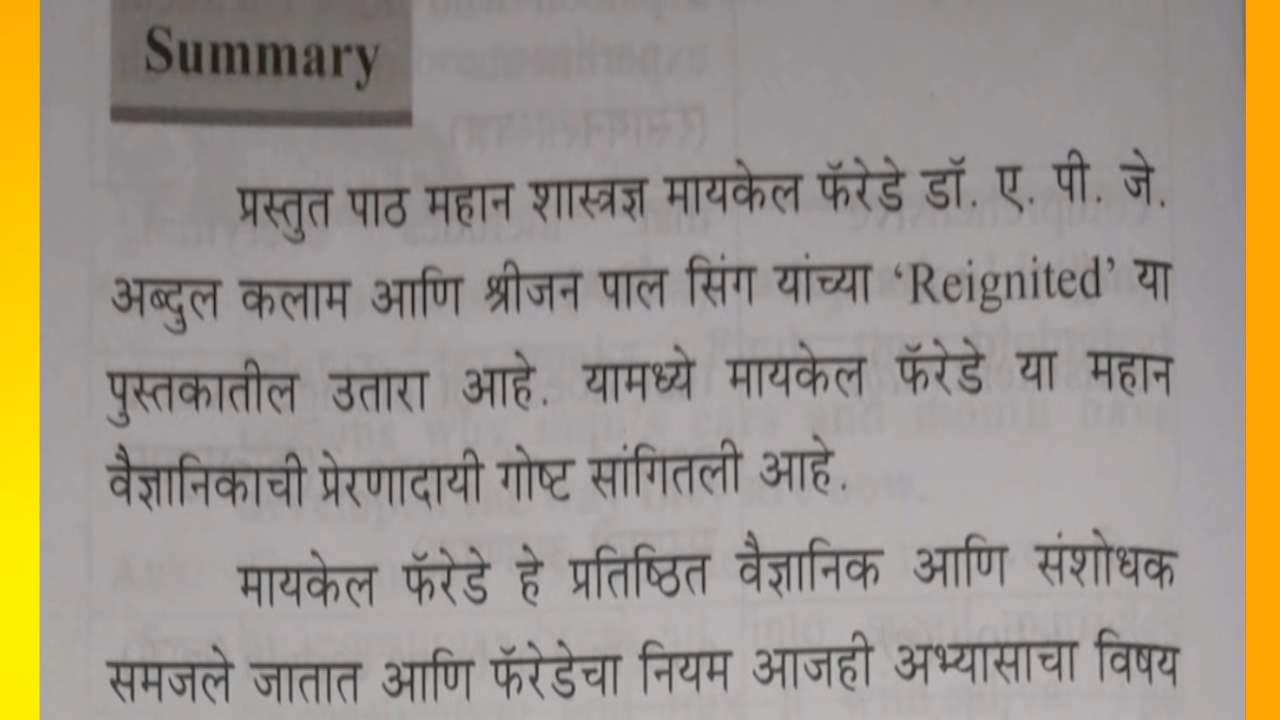 Summary
प्रस्तुत पाठ महान शास्त्रज्ञ मायकेल फॅरेडे डॉ. ए. पी. जे.
अब्दुल कलाम आणि श्रीजन पाल सिंग यांच्या ‘Reignited’ या
पुस्तकातील उतारा आहे. यामध्ये मायकेल फॅरेडे या महान
वैज्ञानिकाची प्रेरणादायी गोष्ट सांगितली आहे.
मायकेल फॅरेडे हे प्रतिष्ठित वैज्ञानिक आणि संशोधक
समजले जातात आणि फॅरेडेचा नियम आजही अभ्यासाचा विषय